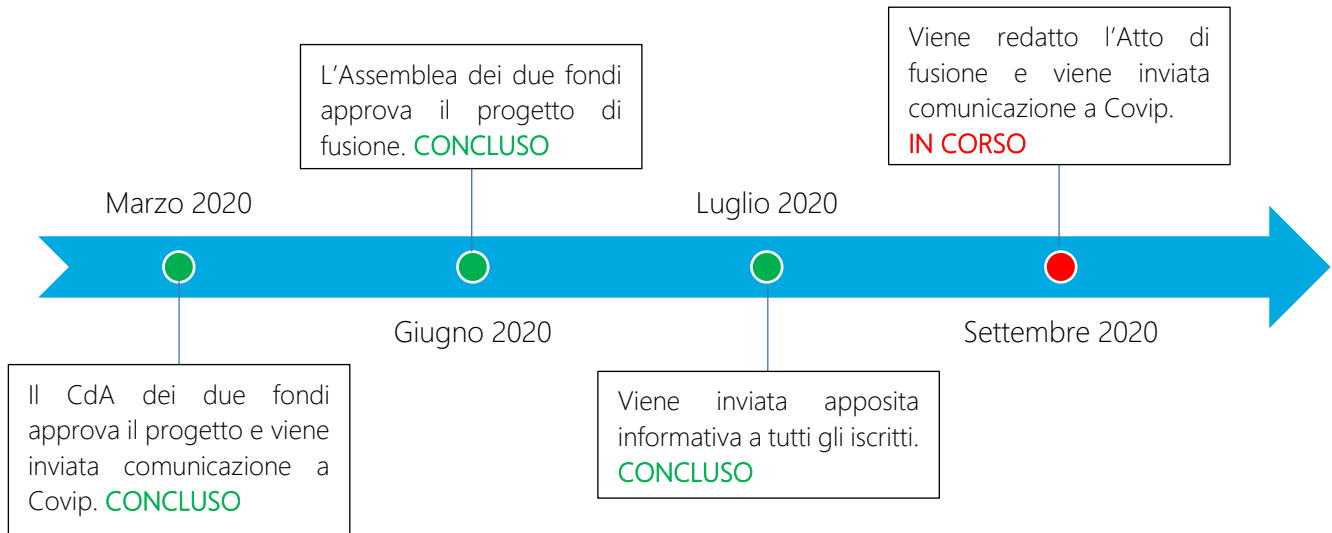 L’Assemblea dei due fondi
approva il progetto di
fusione. CONCLUSO
Viene redatto l’Atto di
fusione e viene inviata
comunicazione a Covip.
IN CORSO
Marzo 2020
Luglio 2020
Giugno 2020
Settembre 2020
Il CdA dei due fondi
approva il progetto e viene
inviata comunicazione a
Covip. CONCLUSO
Viene inviata apposita
informativa a tutti gli iscritti.
CONCLUSO